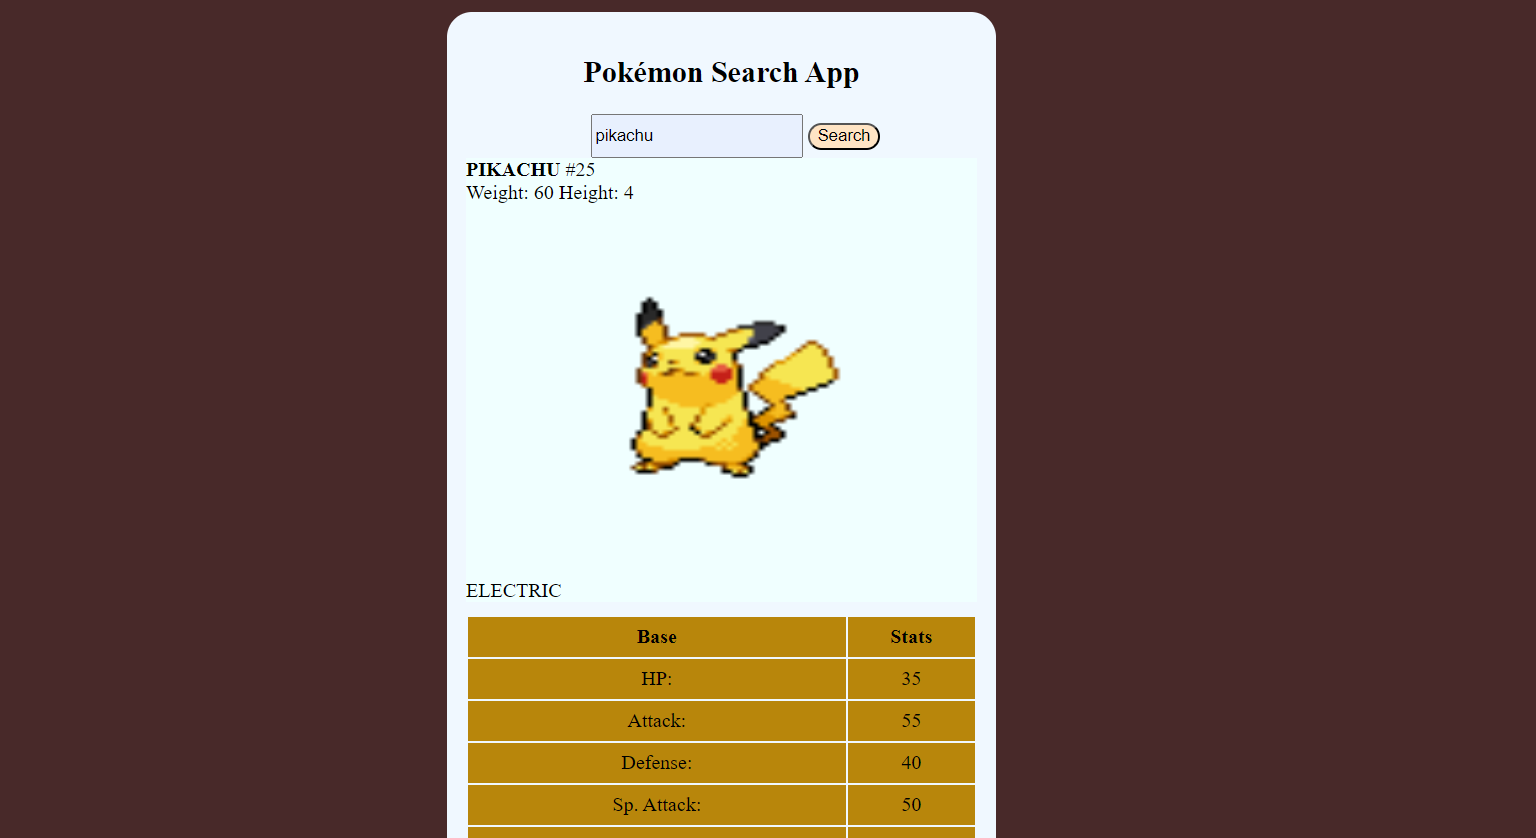 Pokémon Search App
pikachu Search
PIKACHU #25
Weight: 60 Height: 4
ELECTRIC
Base Stats
HP: 35
Attack: 55
Defense: 40
Sp. Attack: 50